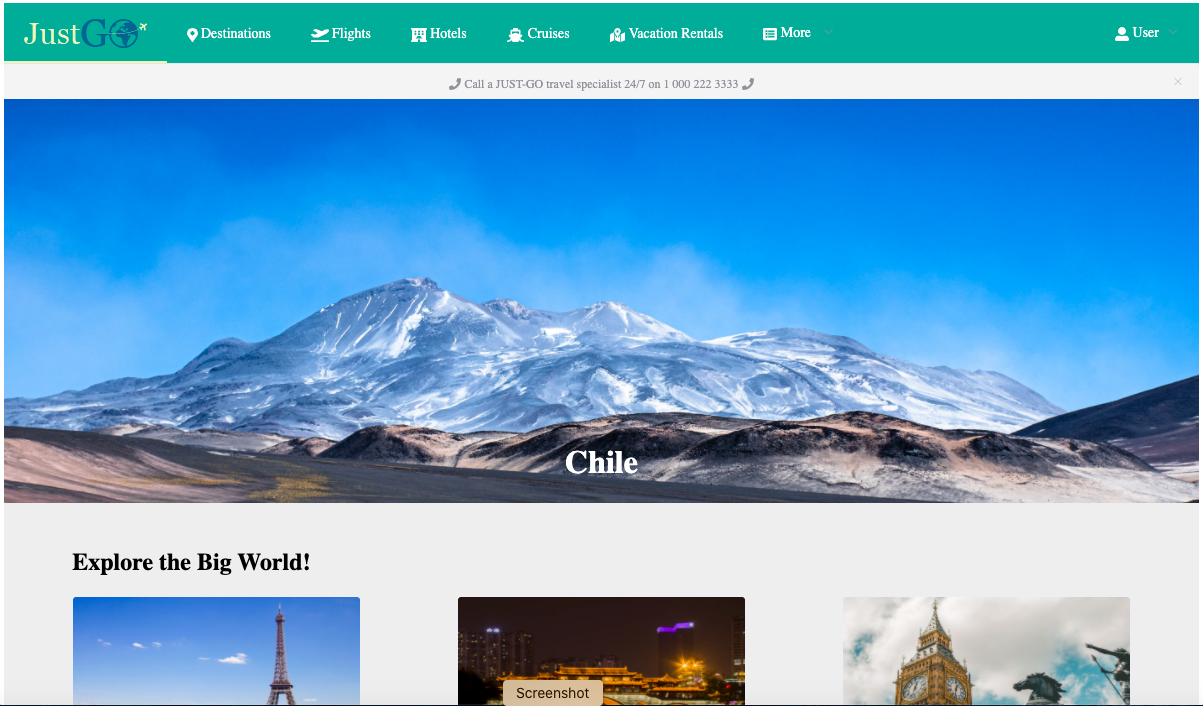 JustGO
Destinations
Flights
Hotels
Cruises
Vacation Rentals
More
User
Call a JUST-GO travel specialist 24/7 on 1 000 222 3333
×
Chile
Explore the Big World!
Screenshot